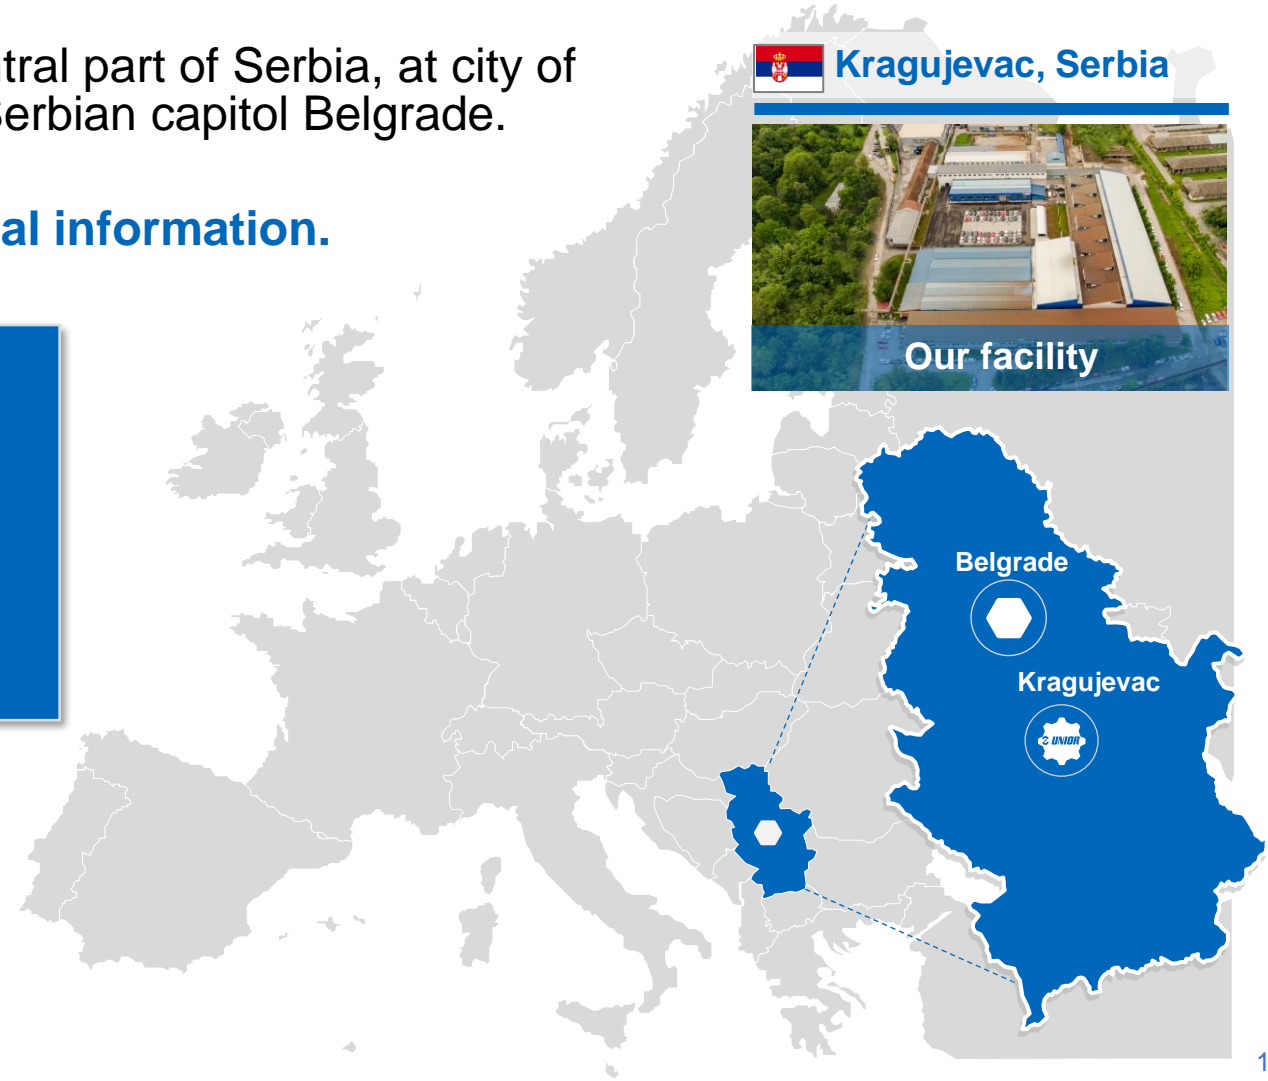 tral part of Serbia, at city of
Serbian capitol Belgrade.
al information.
Kragujevac, Serbia
Our facility
Belgrade
Kragujevac
UNIOR
1